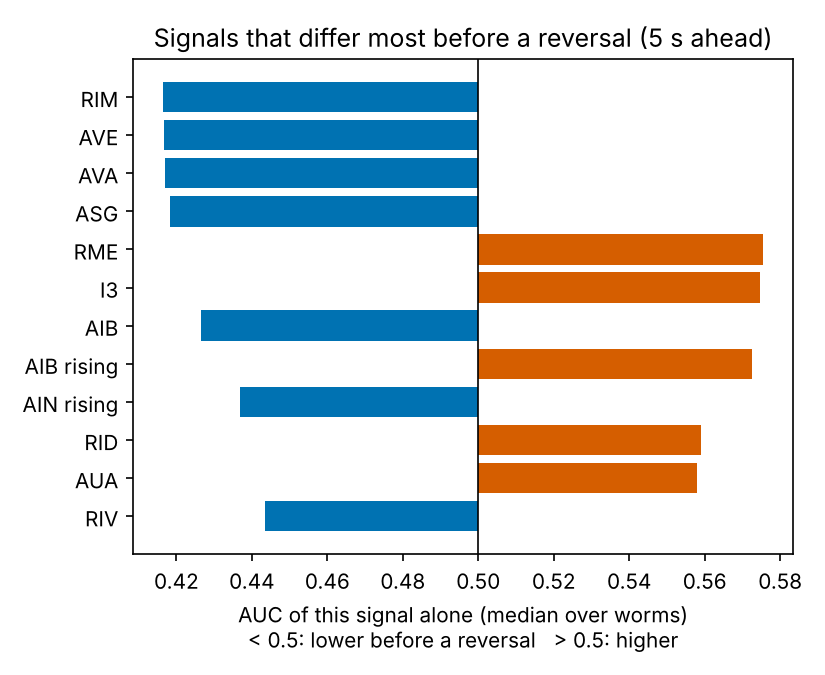 Signals that differ most before a reversal (5 s ahead)
RIM
AVE
AVA
ASG
RME
I3
AIB
AIB rising
AIN rising
RID
AUA
RIV
0.42 0.44 0.46 0.48 0.50 0.52 0.54 0.56 0.58
AUC of this signal alone (median over worms)
< 0.5: lower before a reversal > 0.5: higher